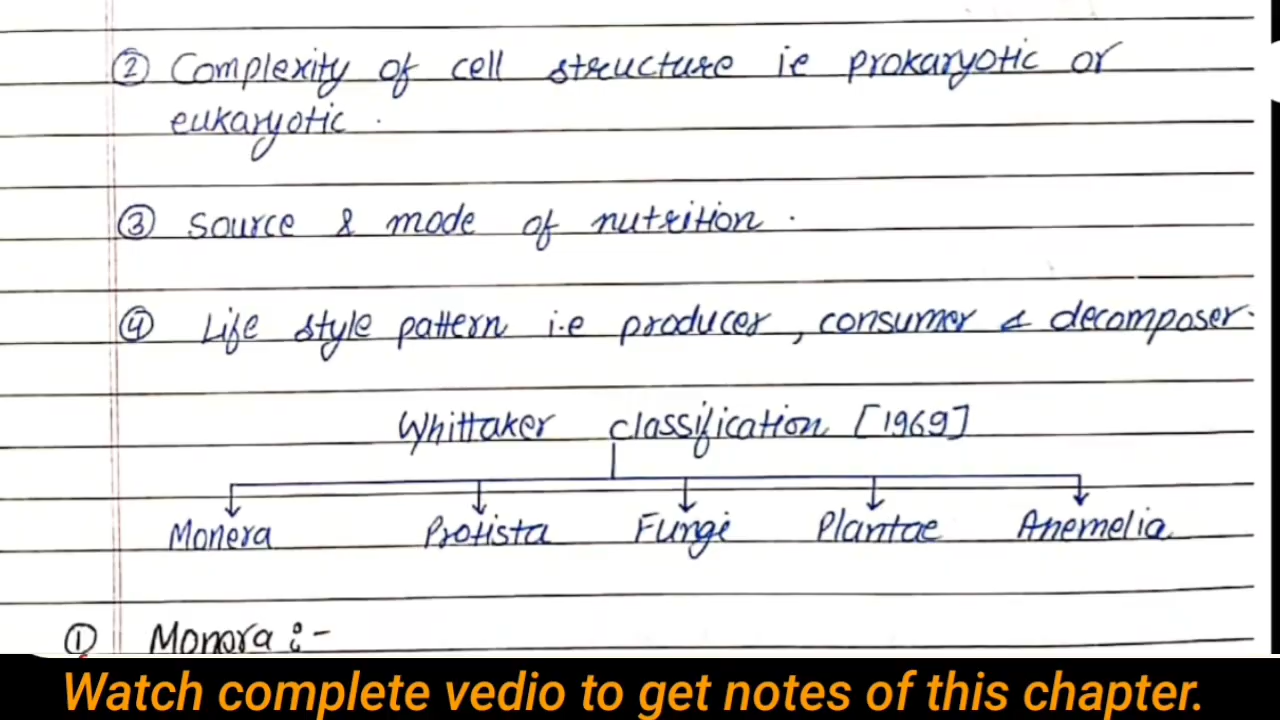 ② Complexity of cell structure ie prokaryotic or
eukaryotic .
③ Source & mode of nutrition .
④ Life style pattern i.e producer, consumer & decomposer.
Whittaker classification [1969]
Monera Protista Fungi Plantae Anemelia
① Monera :-
Watch complete vedio to get notes of this chapter.